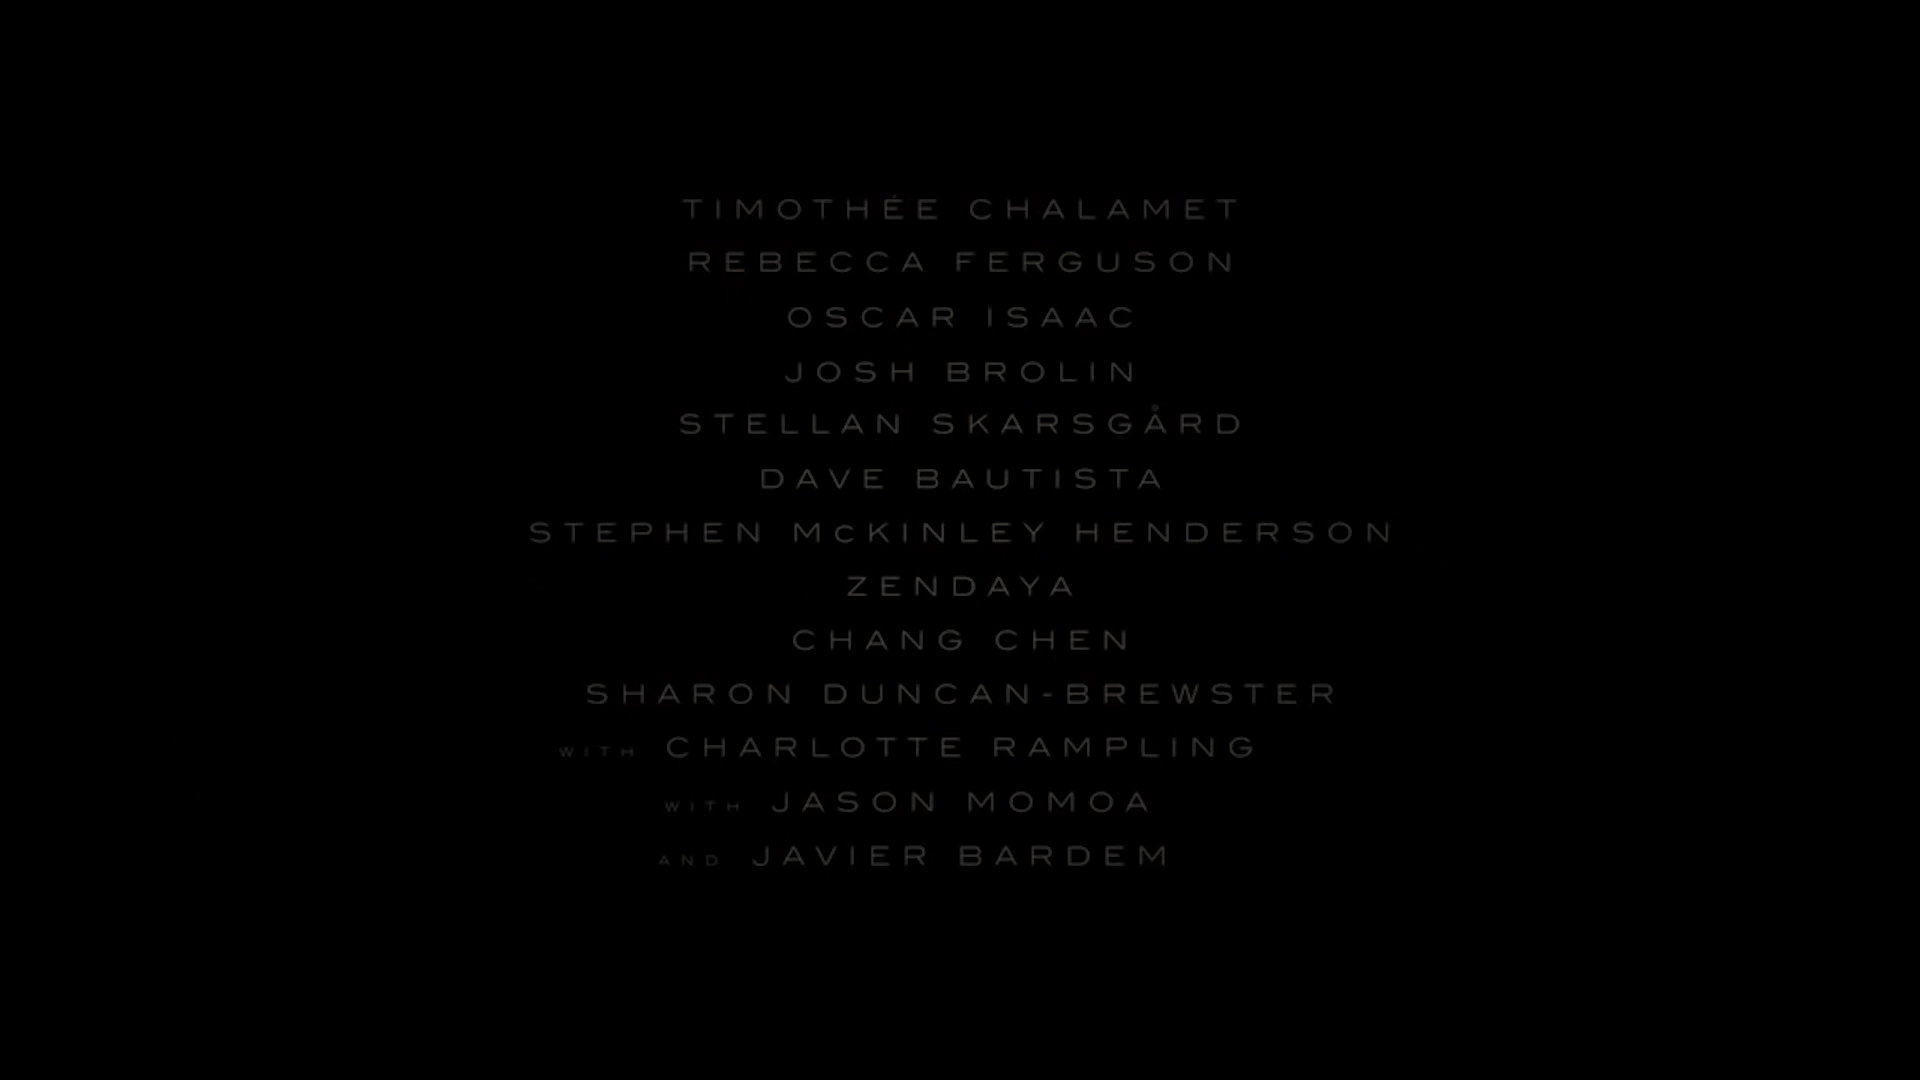 TIMOTHÉE CHALAMET
REBECCA FERGUSON
OSCAR ISAAC
JOSH BROLIN
STELLAN SKARSGÅRD
DAVE BAUTISTA
STEPHEN McKINLEY HENDERSON
ZENDAYA
CHANG CHEN
SHARON DUNCAN-BREWSTER
WITH CHARLOTTE RAMPLING
WITH JASON MOMOA
AND JAVIER BARDEM